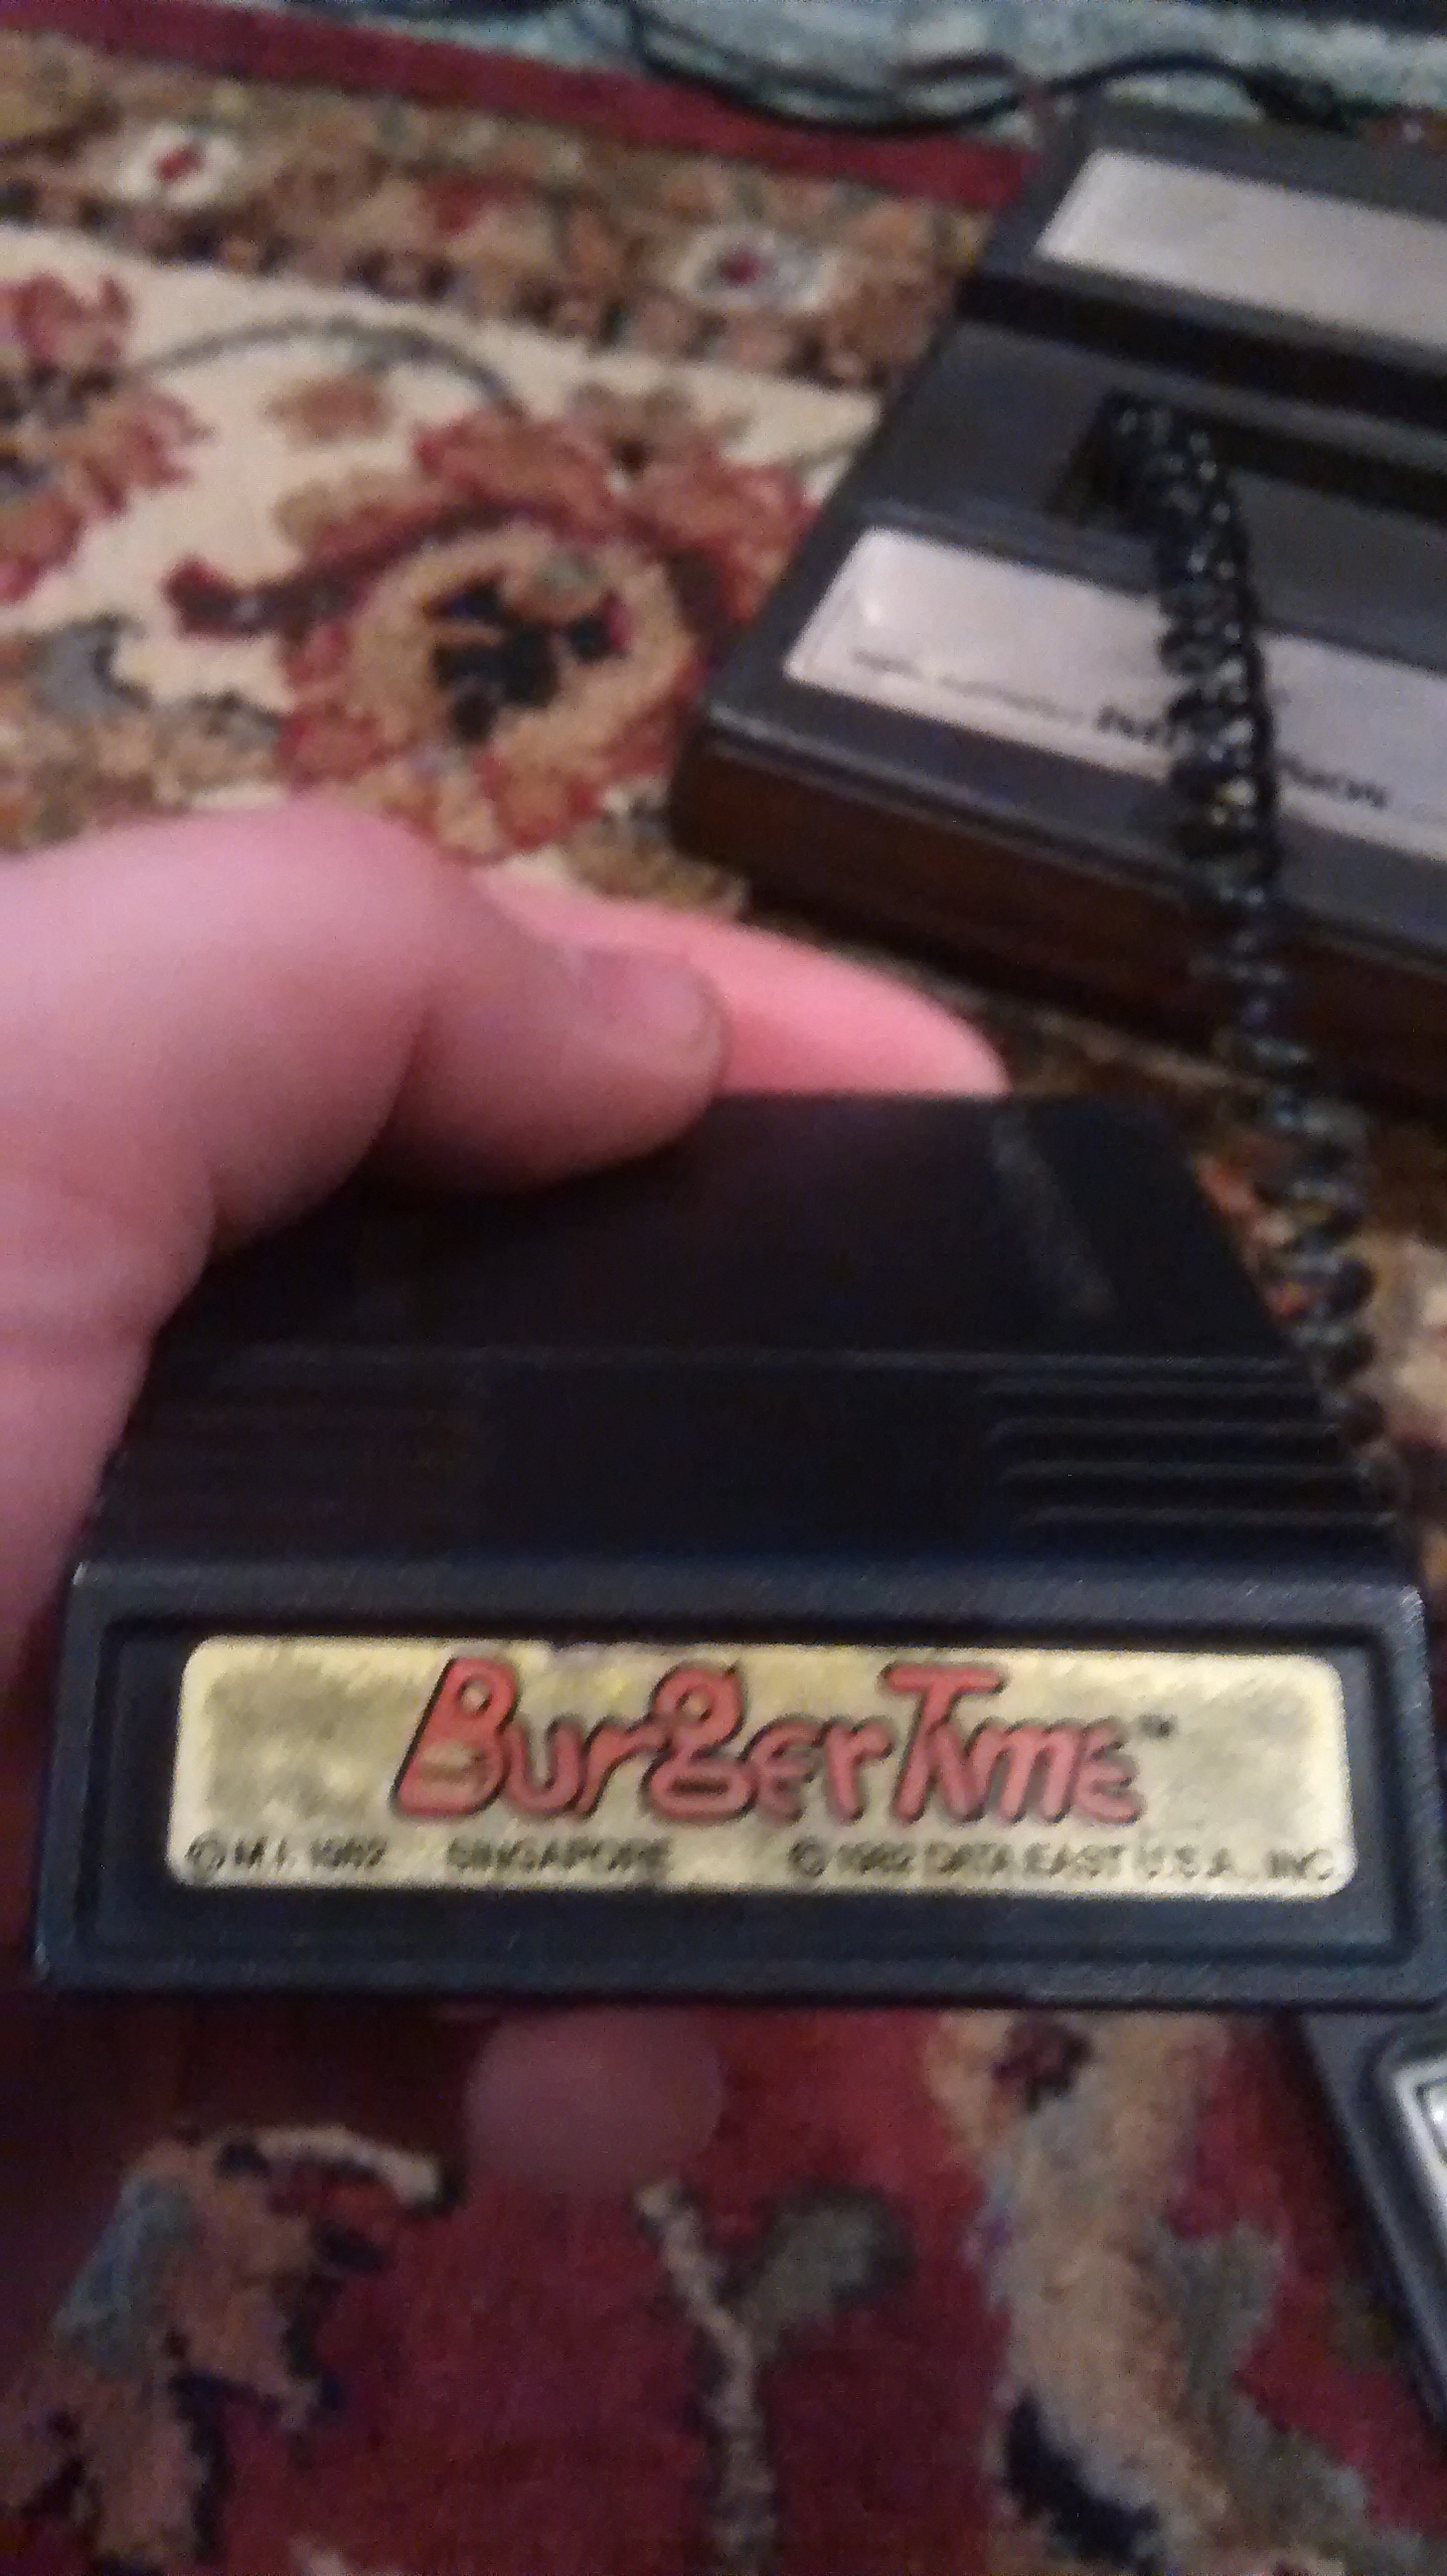 BurgerTime™
© M.I. 1982 SINGAPORE © 1982 DATA EAST U.S.A., INC